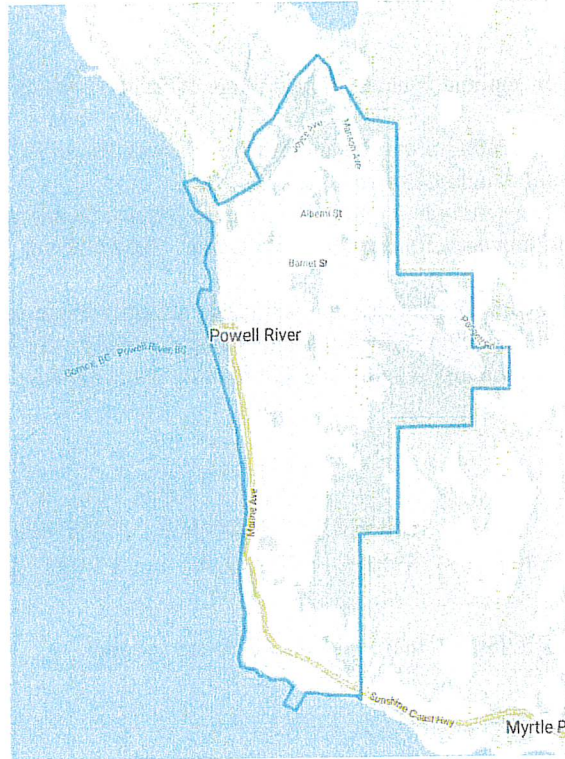 Joyce Ave
Manson Ave
Alberni St
Barnet St
Powell River
Comox, BC - Powell River, BC
Marine Ave
Sunshine Coast Hwy
Myrtle P